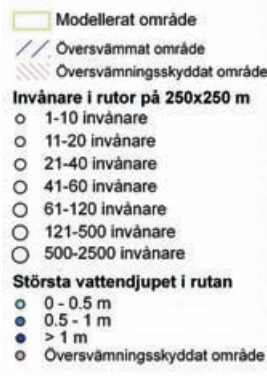 Modellerat område
Översvämmat område
Översvämningsskyddat område
Invånare i rutor på 250x250 m
1-10 invånare
11-20 invånare
21-40 invånare
41-60 invånare
61-120 invånare
121-500 invånare
500-2500 invånare
Största vattendjupet i rutan
0 - 0.5 m
0.5 - 1 m
> 1 m
Översvämningsskyddat område